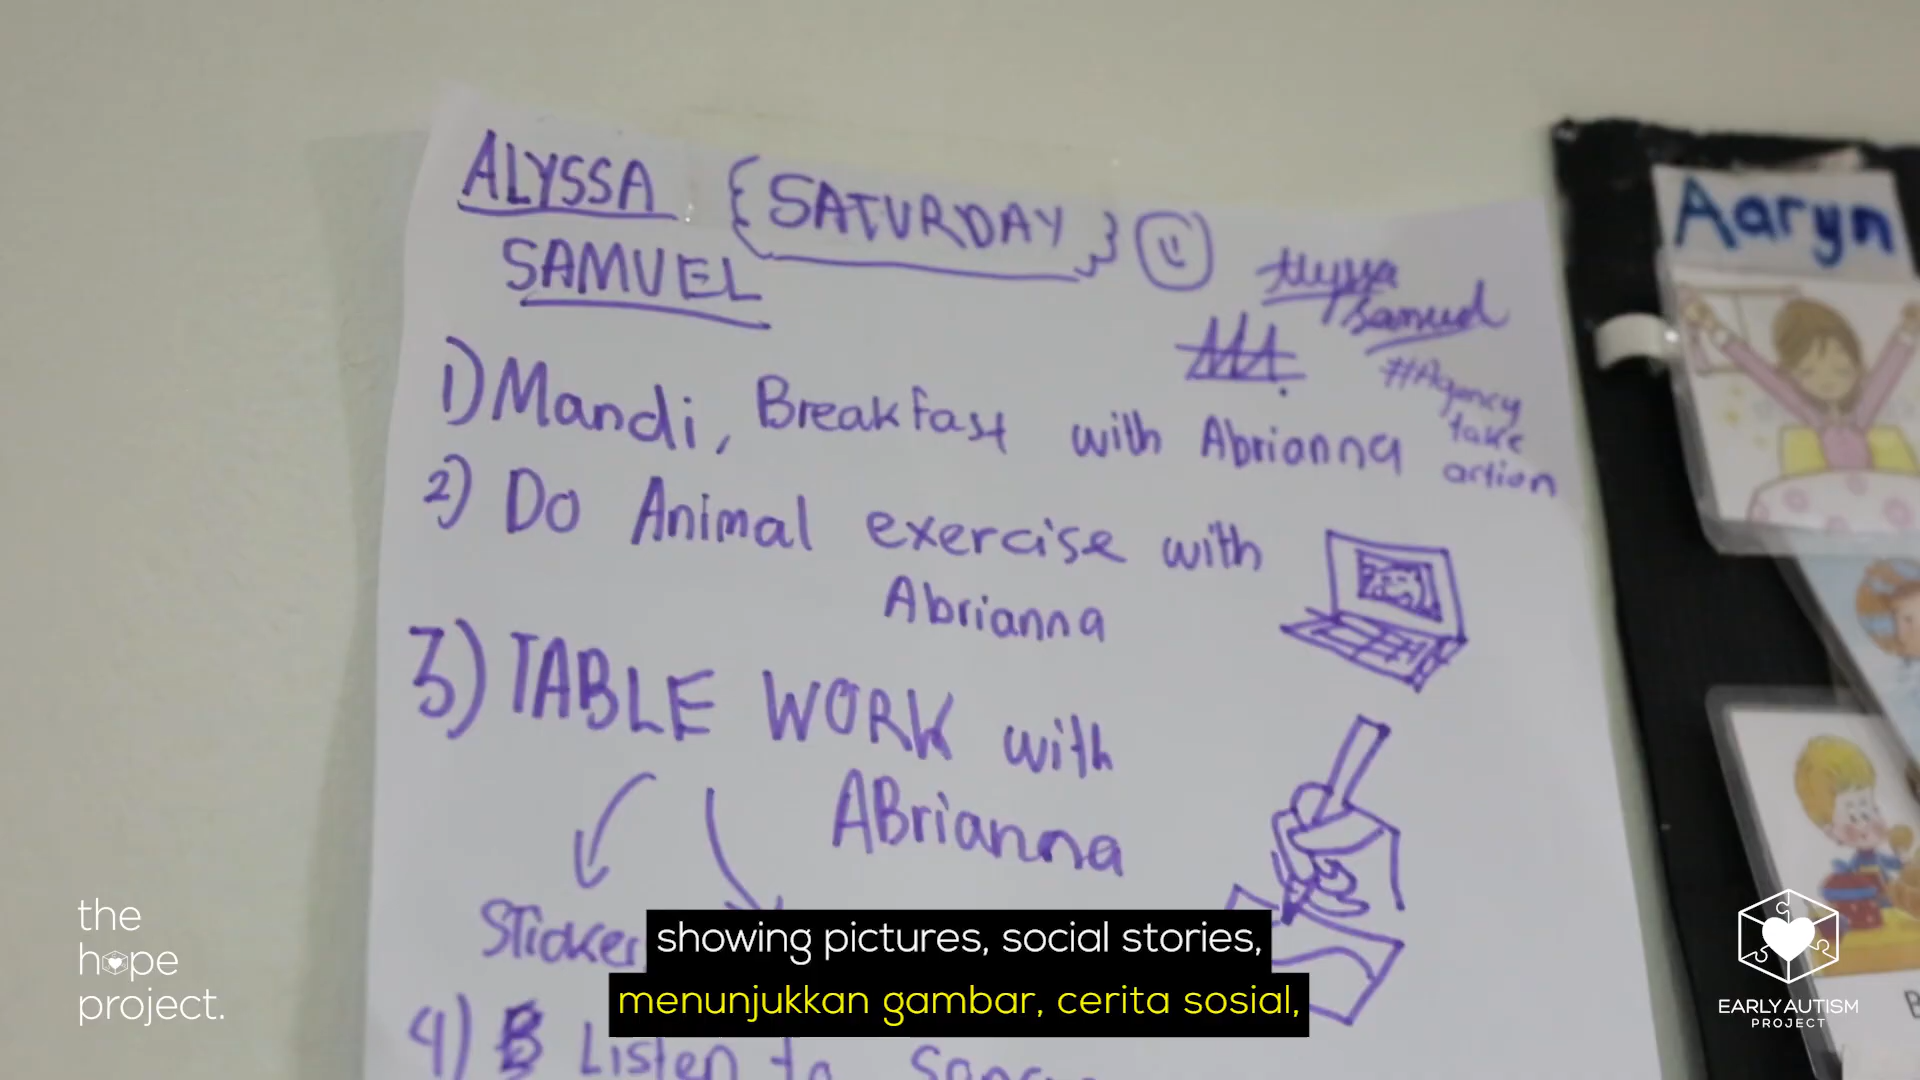 ALYSSA {SATURDAY}
SAMUEL
Alyssa
Samuel
#Agency
take
action
1) Mandi, Breakfast with Abrianna
2) Do Animal exercise with
Abrianna
3) TABLE WORK with
ABrianna
Sticker
4) Listen to
Aaryn
showing pictures, social stories,
menunjukkan gambar, cerita sosial,
the
hope
project.
EARLY AUTISM
PROJECT